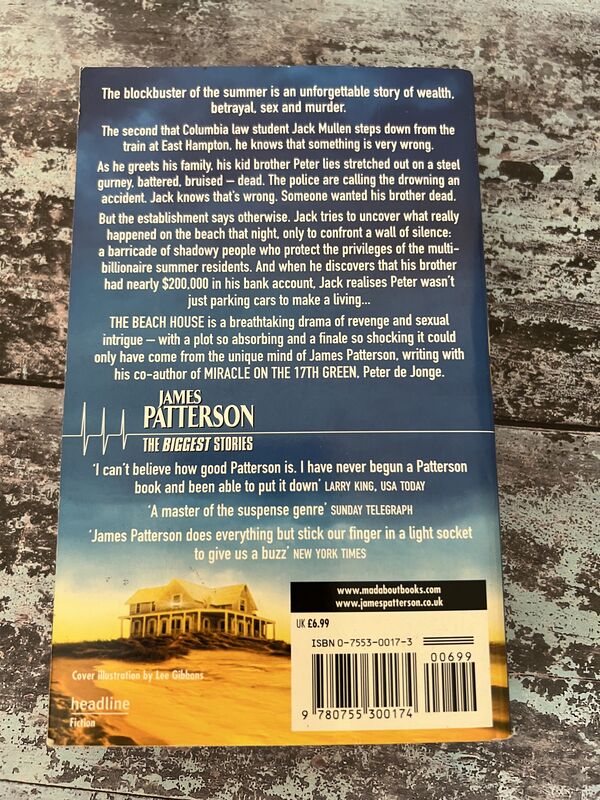 The blockbuster of the summer is an unforgettable story of wealth,
betrayal, sex and murder.
The second that Columbia law student Jack Mullen steps down from the
train at East Hampton, he knows that something is very wrong.
As he greets his family, his kid brother Peter lies stretched out on a steel
gurney, battered, bruised – dead. The police are calling the drowning an
accident. Jack knows that's wrong. Someone wanted his brother dead.
But the establishment says otherwise. Jack tries to uncover what really
happened on the beach that night, only to confront a wall of silence:
a barricade of shadowy people who protect the privileges of the multi-
billionaire summer residents. And when he discovers that his brother
had nearly $200,000 in his bank account, Jack realises Peter wasn't
just parking cars to make a living...
THE BEACH HOUSE is a breathtaking drama of revenge and sexual
intrigue – with a plot so absorbing and a finale so shocking it could
only have come from the unique mind of James Patterson, writing with
his co-author of MIRACLE ON THE 17TH GREEN, Peter de Jonge.
JAMES
PATTERSON
THE BIGGEST STORIES
'I can't believe how good Patterson is. I have never begun a Patterson
book and been able to put it down' LARRY KING, USA TODAY
'A master of the suspense genre' SUNDAY TELEGRAPH
'James Patterson does everything but stick our finger in a light socket
to give us a buzz' NEW YORK TIMES
www.madaboutbooks.com
www.jamespatterson.co.uk
UK £6.99
ISBN 0-7553-0017-3
00699
9 780755 300174
Cover illustration by Lee Gibbons
headline
Fiction